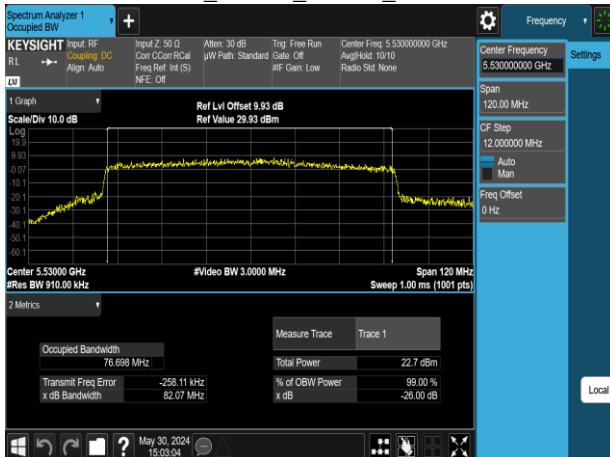 Spectrum Analyzer 1
Occupied BW
Frequency
KEYSIGHT
RL
LXI
Input: RF
Coupling: DC
Align: Auto
Input Z: 50 Ω
Corr CCorr RCal
Freq Ref: Int (S)
NFE: Off
Atten: 30 dB
µW Path: Standard
Trig: Free Run
Gate: Off
#IF Gain: Low
Center Freq: 5.530000000 GHz
Avg|Hold: 10/10
Radio Std: None
Center Frequency
5.530000000 GHz
Settings
Span
120.00 MHz
CF Step
12.000000 MHz
Auto
Man
Freq Offset
0 Hz
1 Graph
Scale/Div 10.0 dB
Ref Lvl Offset 9.93 dB
Ref Value 29.93 dBm
Log
19.9
9.93
-0.07
-10.1
-20.1
-30.1
-40.1
-50.1
-60.1
Center 5.53000 GHz
#Video BW 3.0000 MHz
Span 120 MHz
#Res BW 910.00 kHz
Sweep 1.00 ms (1001 pts)
2 Metrics
Measure Trace
Trace 1
Occupied Bandwidth
76.698 MHz
Total Power
22.7 dBm
Transmit Freq Error
-258.11 kHz
% of OBW Power
99.00 %
x dB Bandwidth
82.07 MHz
x dB
-26.00 dB
Local
?
May 30, 2024
15:03:04